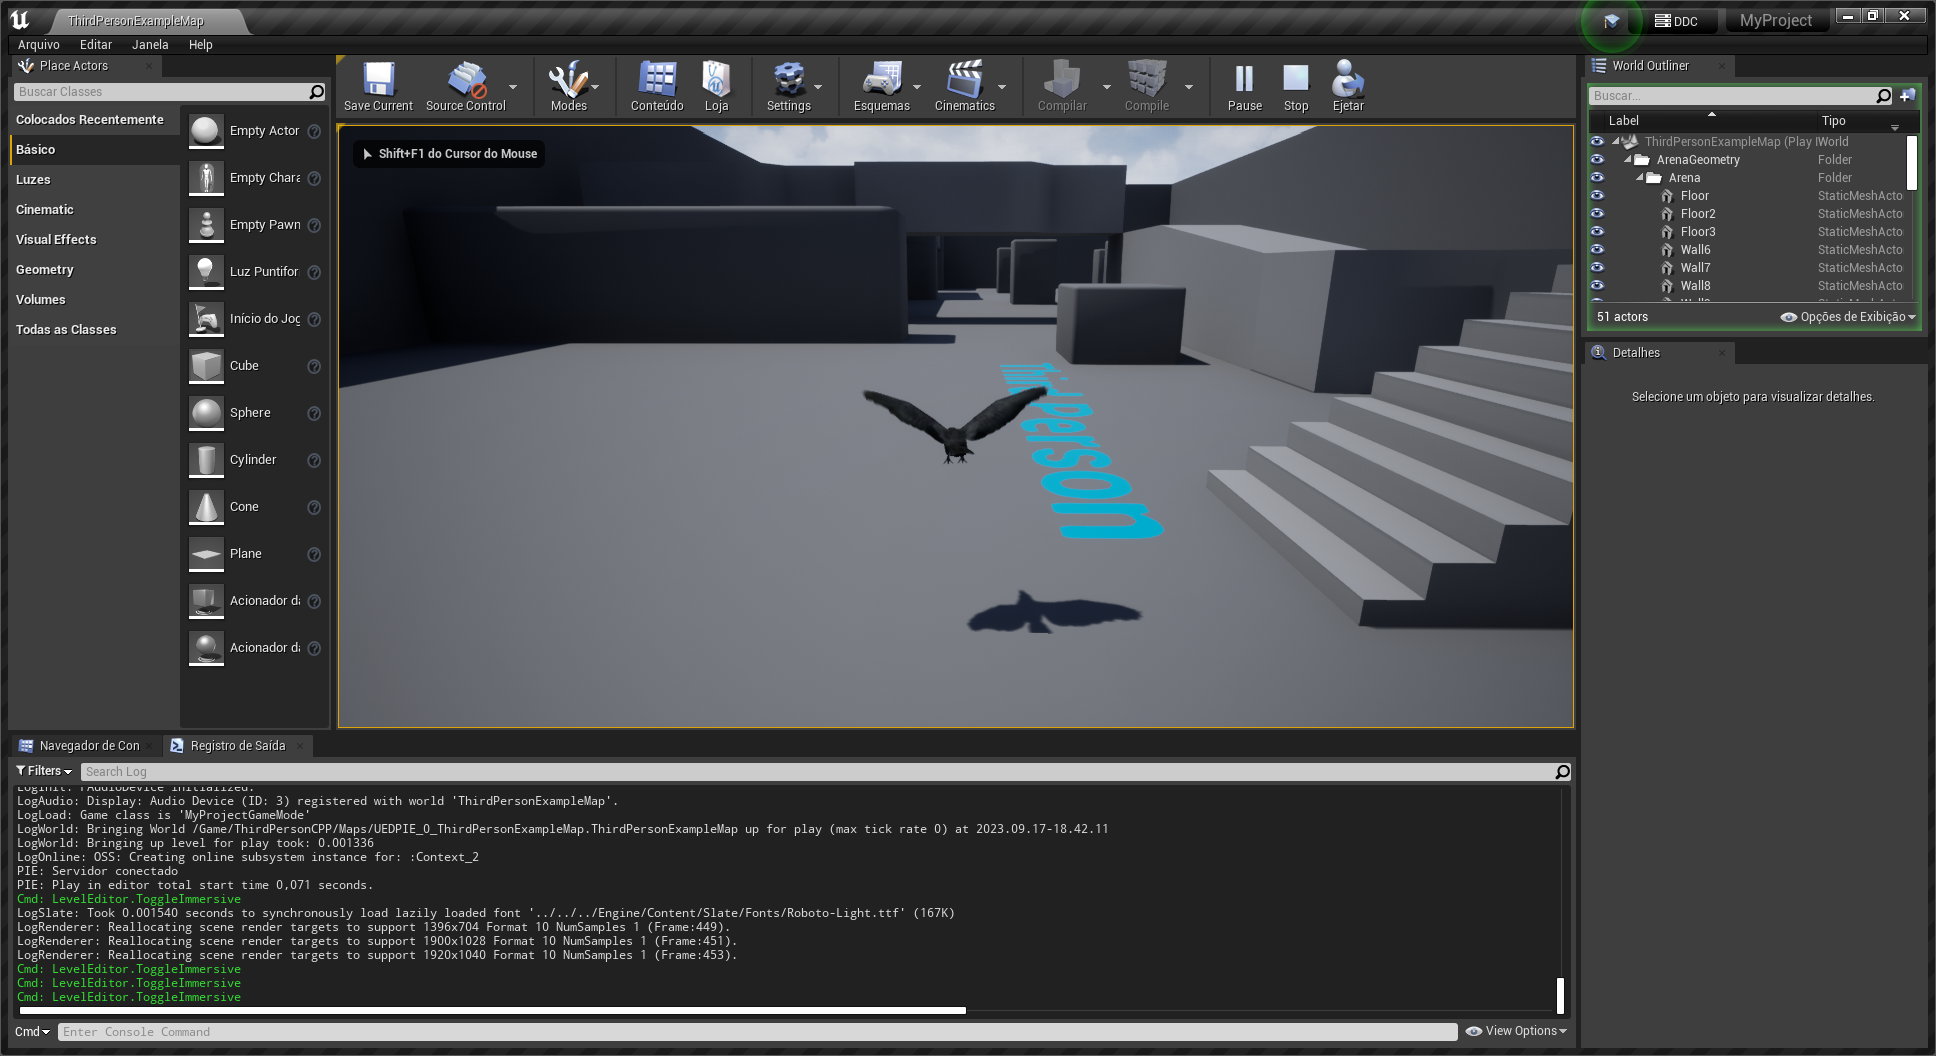 ThirdPersonExampleMap
DDC
MyProject
Arquivo Editar Janela Help
Place Actors
Buscar Classes
Colocados Recentemente
Básico
Luzes
Cinematic
Visual Effects
Geometry
Volumes
Todas as Classes
Empty Actor
Empty Chara
Empty Pawn
Luz Puntifor
Início do Jog
Cube
Sphere
Cylinder
Cone
Plane
Acionador da
Acionador da
Save Current
Source Control
Modes
Conteúdo
Loja
Settings
Esquemas
Cinematics
Compilar
Compile
Pause
Stop
Ejetar
Shift+F1 do Cursor do Mouse
person
World Outliner
Buscar...
Label Tipo
ThirdPersonExampleMap (Play I World
ArenaGeometry Folder
Arena Folder
Floor StaticMeshActo
Floor2 StaticMeshActo
Floor3 StaticMeshActo
Wall6 StaticMeshActo
Wall7 StaticMeshActo
Wall8 StaticMeshActo
51 actors
Opções de Exibição
Detalhes
Selecione um objeto para visualizar detalhes.
Navegador de Con
Registro de Saída
Filters
Search Log
LogInit: FAudioDevice initialized.
LogAudio: Display: Audio Device (ID: 3) registered with world 'ThirdPersonExampleMap'.
LogLoad: Game class is 'MyProjectGameMode'
LogWorld: Bringing World /Game/ThirdPersonCPP/Maps/UEDPIE_0_ThirdPersonExampleMap.ThirdPersonExampleMap up for play (max tick rate 0) at 2023.09.17-18.42.11
LogWorld: Bringing up level for play took: 0.001336
LogOnline: OSS: Creating online subsystem instance for: :Context_2
PIE: Servidor conectado
PIE: Play in editor total start time 0,071 seconds.
Cmd: LevelEditor.ToggleImmersive
LogSlate: Took 0.001540 seconds to synchronously load lazily loaded font '../../../Engine/Content/Slate/Fonts/Roboto-Light.ttf' (167K)
LogRenderer: Reallocating scene render targets to support 1396x704 Format 10 NumSamples 1 (Frame:449).
LogRenderer: Reallocating scene render targets to support 1900x1028 Format 10 NumSamples 1 (Frame:451).
LogRenderer: Reallocating scene render targets to support 1920x1040 Format 10 NumSamples 1 (Frame:453).
Cmd: LevelEditor.ToggleImmersive
Cmd: LevelEditor.ToggleImmersive
Cmd: LevelEditor.ToggleImmersive
Cmd
Enter Console Command
View Options